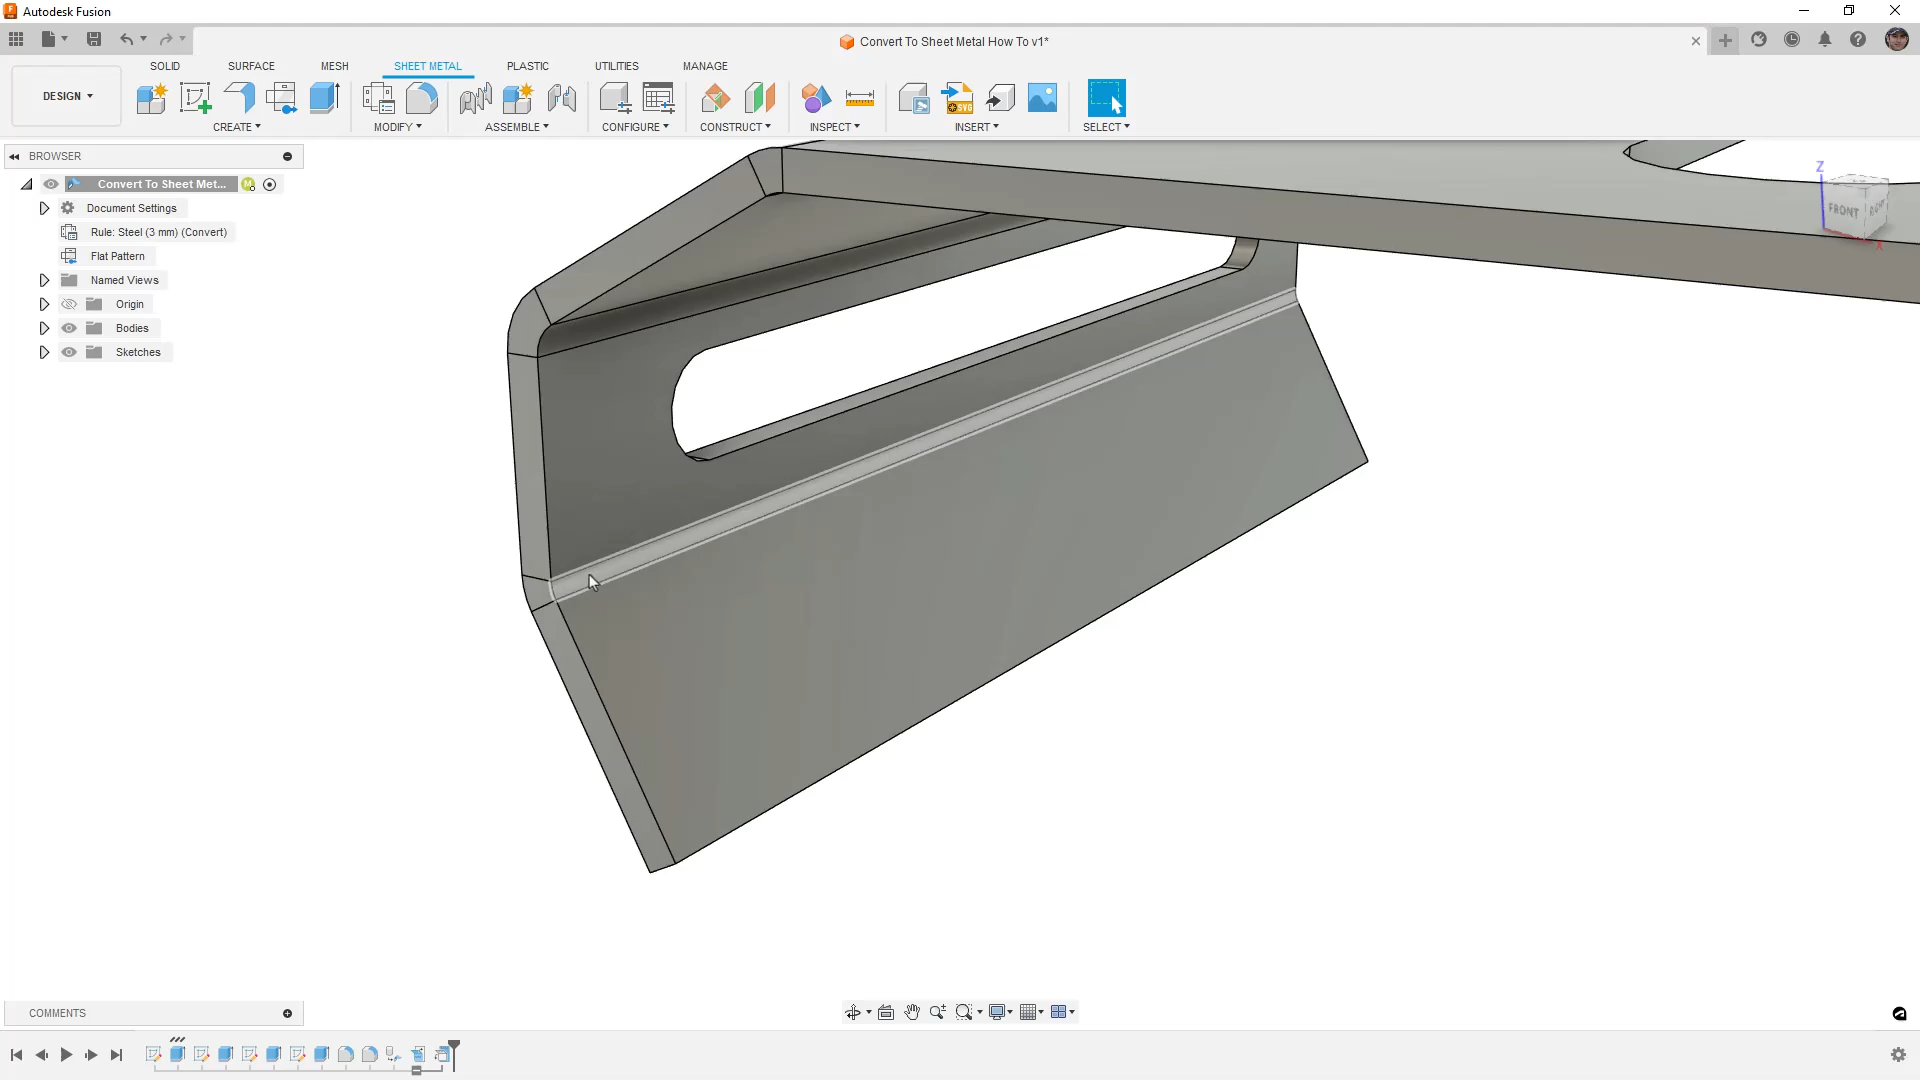 Autodesk Fusion
Convert To Sheet Metal How To v1*
SOLID SURFACE MESH SHEET METAL PLASTIC UTILITIES MANAGE
DESIGN
CREATE MODIFY ASSEMBLE CONFIGURE CONSTRUCT INSPECT INSERT SELECT
SVG
BROWSER
Convert To Sheet Met...
M
Document Settings
Rule: Steel (3 mm) (Convert)
Flat Pattern
Named Views
Origin
Bodies
Sketches
Z
FRONT
RIGHT
X
COMMENTS